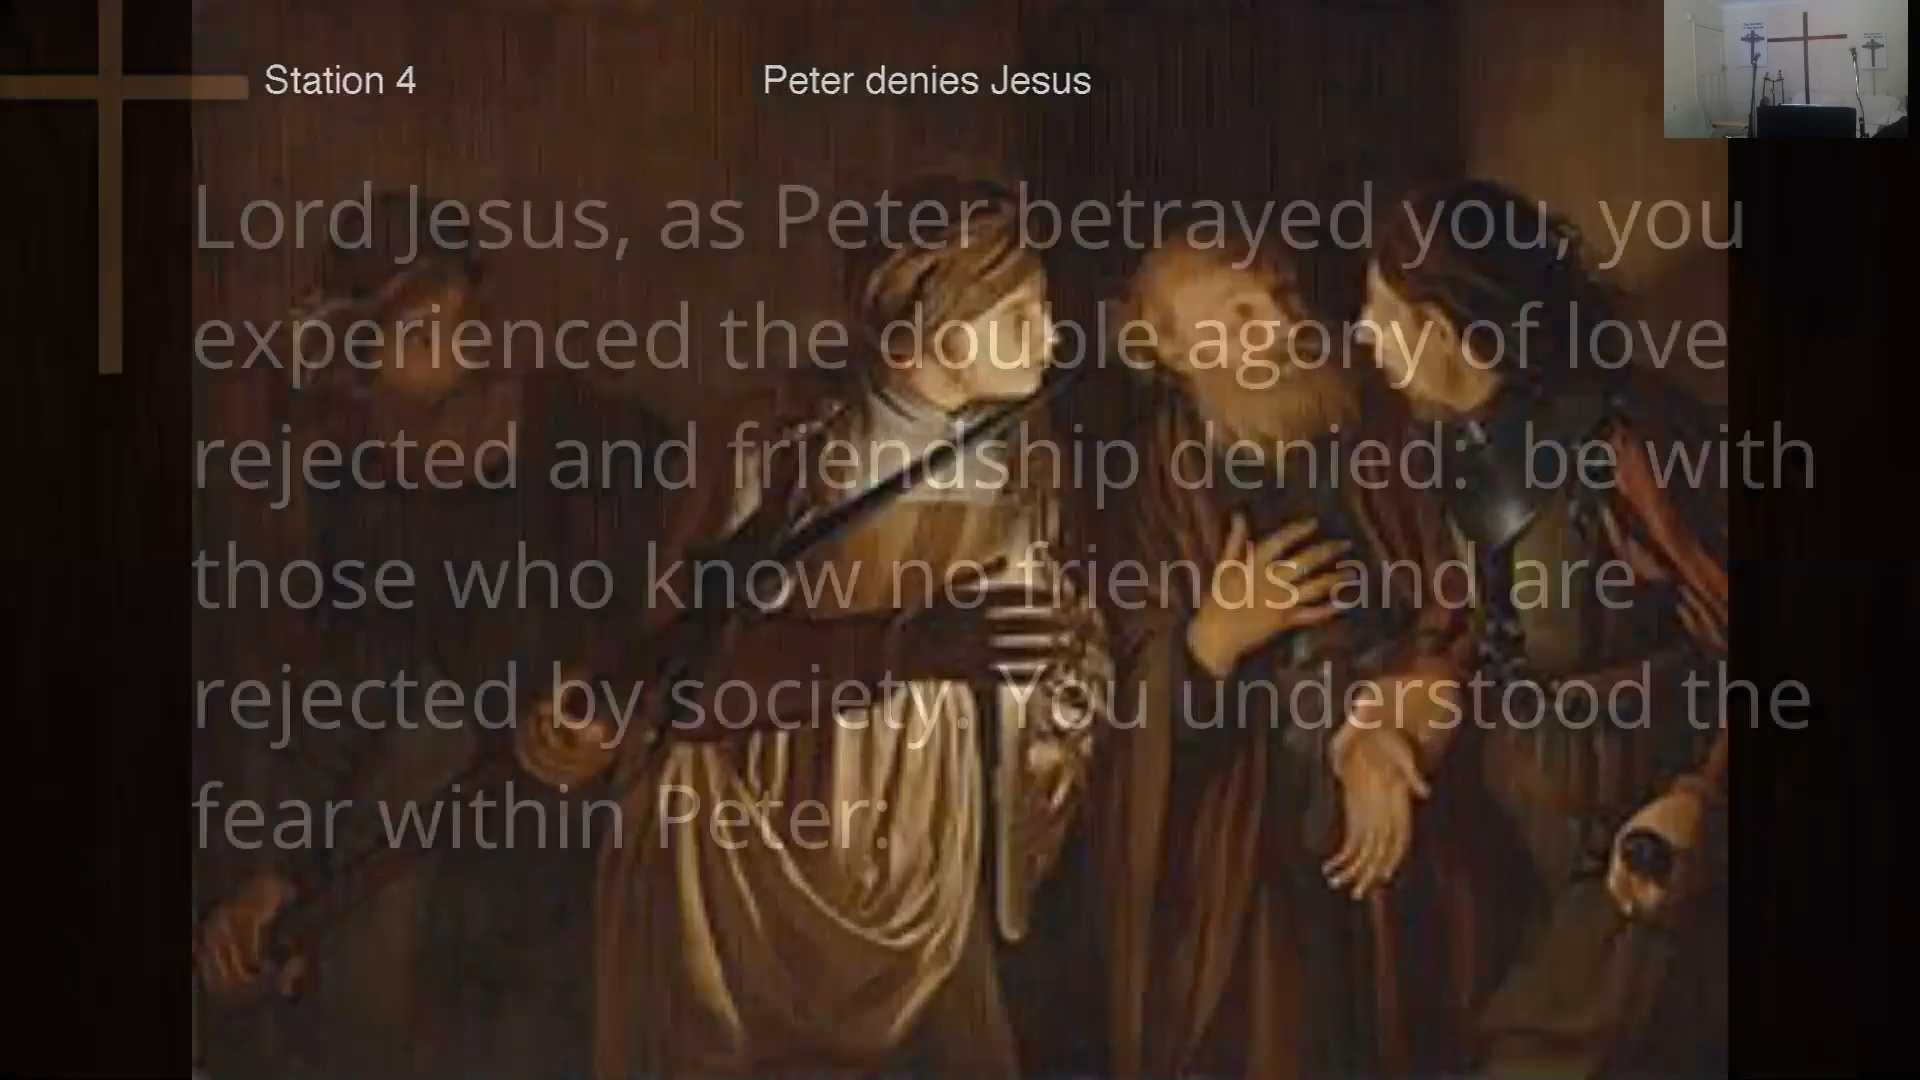 Station 4 Peter denies Jesus
Lord Jesus, as Peter betrayed you, you
experienced the double agony of love
rejected and friendship denied: be with
those who know no friends and are
rejected by society. You understood the
fear within Peter: